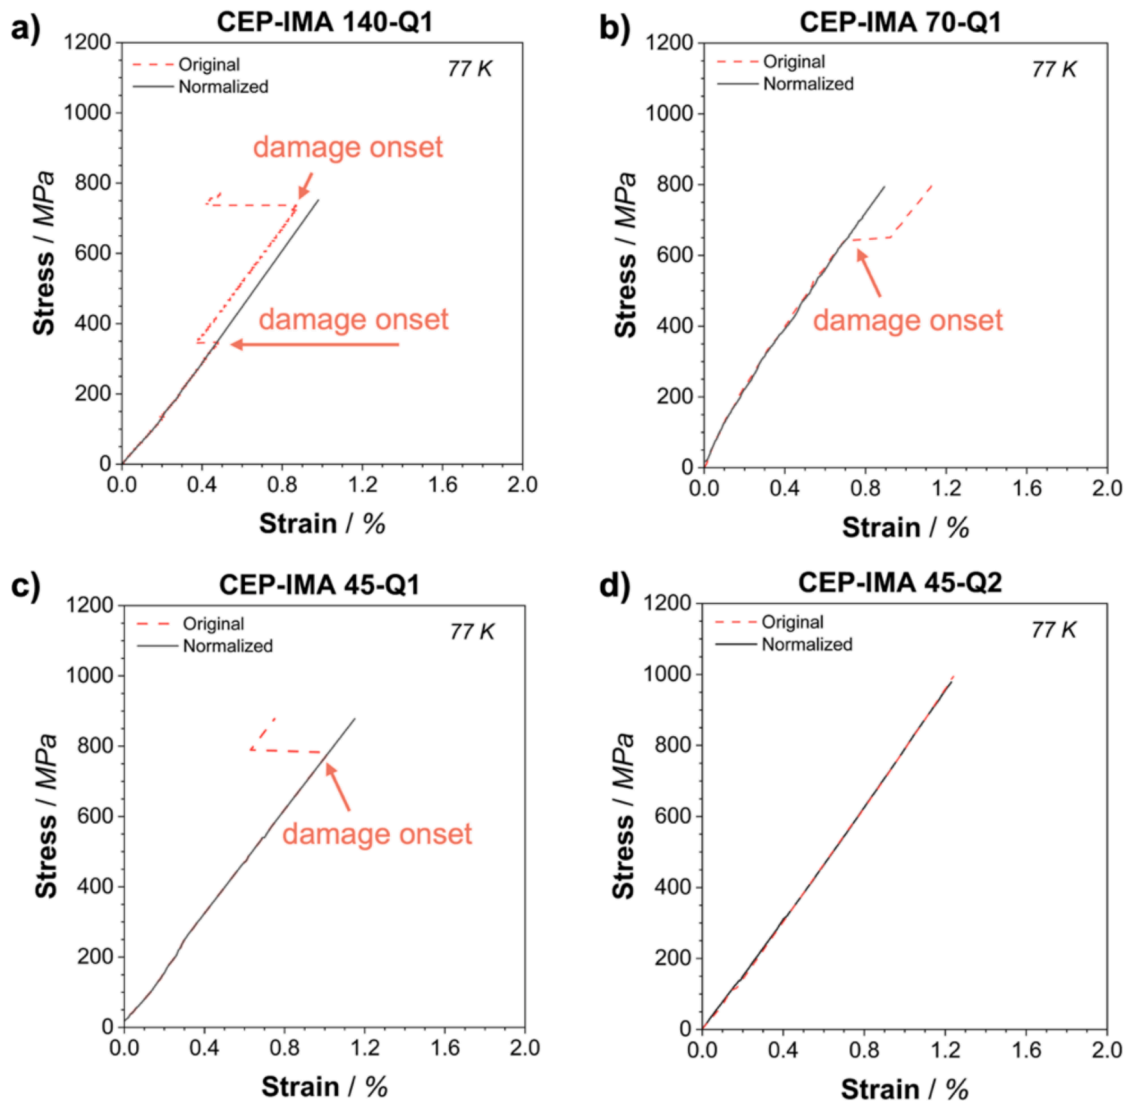 a)
CEP-IMA 140-Q1
Original
Normalized
77 K
damage onset
damage onset
1200
1000
800
600
400
200
0
Stress / MPa
0.0 0.4 0.8 1.2 1.6 2.0
Strain / %
b)
CEP-IMA 70-Q1
Original
Normalized
77 K
damage onset
1200
1000
800
600
400
200
0
Stress / MPa
0.0 0.4 0.8 1.2 1.6 2.0
Strain / %
c)
CEP-IMA 45-Q1
Original
Normalized
77 K
damage onset
1200
1000
800
600
400
200
0
Stress / MPa
0.0 0.4 0.8 1.2 1.6 2.0
Strain / %
d)
CEP-IMA 45-Q2
Original
Normalized
77 K
1200
1000
800
600
400
200
0
Stress / MPa
0.0 0.4 0.8 1.2 1.6 2.0
Strain / %